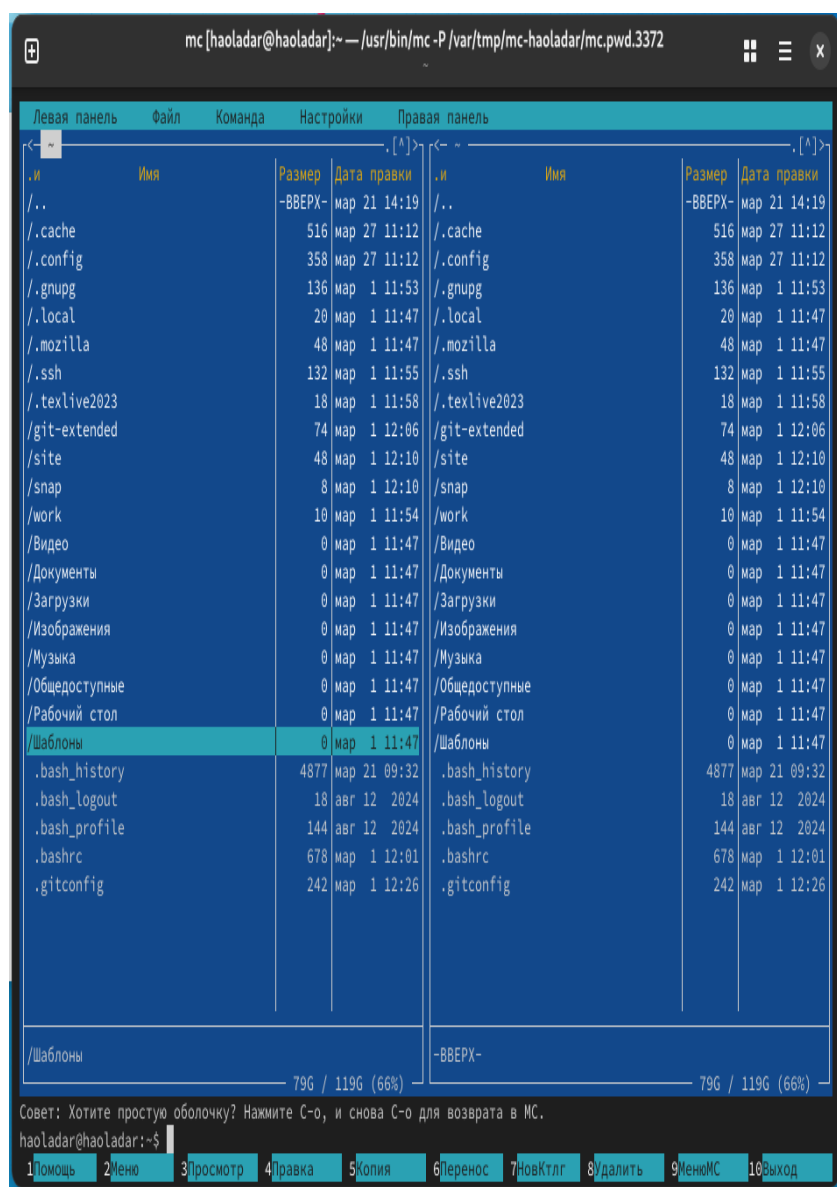 mc [haoladar@haoladar]:~ — /usr/bin/mc -P /var/tmp/mc-haoladar/mc.pwd.3372
~
Левая панель Файл Команда Настройки Правая панель
<- ~ .[^]> <- ~ .[^]>
.и Имя Размер Дата правки .и Имя Размер Дата правки
/.. -ВВЕРХ- мар 21 14:19 /.. -ВВЕРХ- мар 21 14:19
/.cache 516 мар 27 11:12 /.cache 516 мар 27 11:12
/.config 358 мар 27 11:12 /.config 358 мар 27 11:12
/.gnupg 136 мар 1 11:53 /.gnupg 136 мар 1 11:53
/.local 20 мар 1 11:47 /.local 20 мар 1 11:47
/.mozilla 48 мар 1 11:47 /.mozilla 48 мар 1 11:47
/.ssh 132 мар 1 11:55 /.ssh 132 мар 1 11:55
/.texlive2023 18 мар 1 11:58 /.texlive2023 18 мар 1 11:58
/git-extended 74 мар 1 12:06 /git-extended 74 мар 1 12:06
/site 48 мар 1 12:10 /site 48 мар 1 12:10
/snap 8 мар 1 12:10 /snap 8 мар 1 12:10
/work 10 мар 1 11:54 /work 10 мар 1 11:54
/Видео 0 мар 1 11:47 /Видео 0 мар 1 11:47
/Документы 0 мар 1 11:47 /Документы 0 мар 1 11:47
/Загрузки 0 мар 1 11:47 /Загрузки 0 мар 1 11:47
/Изображения 0 мар 1 11:47 /Изображения 0 мар 1 11:47
/Музыка 0 мар 1 11:47 /Музыка 0 мар 1 11:47
/Общедоступные 0 мар 1 11:47 /Общедоступные 0 мар 1 11:47
/Рабочий стол 0 мар 1 11:47 /Рабочий стол 0 мар 1 11:47
/Шаблоны 0 мар 1 11:47 /Шаблоны 0 мар 1 11:47
.bash_history 4877 мар 21 09:32 .bash_history 4877 мар 21 09:32
.bash_logout 18 авг 12 2024 .bash_logout 18 авг 12 2024
.bash_profile 144 авг 12 2024 .bash_profile 144 авг 12 2024
.bashrc 678 мар 1 12:01 .bashrc 678 мар 1 12:01
.gitconfig 242 мар 1 12:26 .gitconfig 242 мар 1 12:26
/Шаблоны -ВВЕРХ-
79G / 119G (66%) 79G / 119G (66%)
Совет: Хотите простую оболочку? Нажмите C-o, и снова C-o для возврата в MC.
haoladar@haoladar:~$
1Помощь 2Меню 3Просмотр 4Правка 5Копия 6Перенос 7НовКтлг 8Удалить 9МенюMC 10Выход